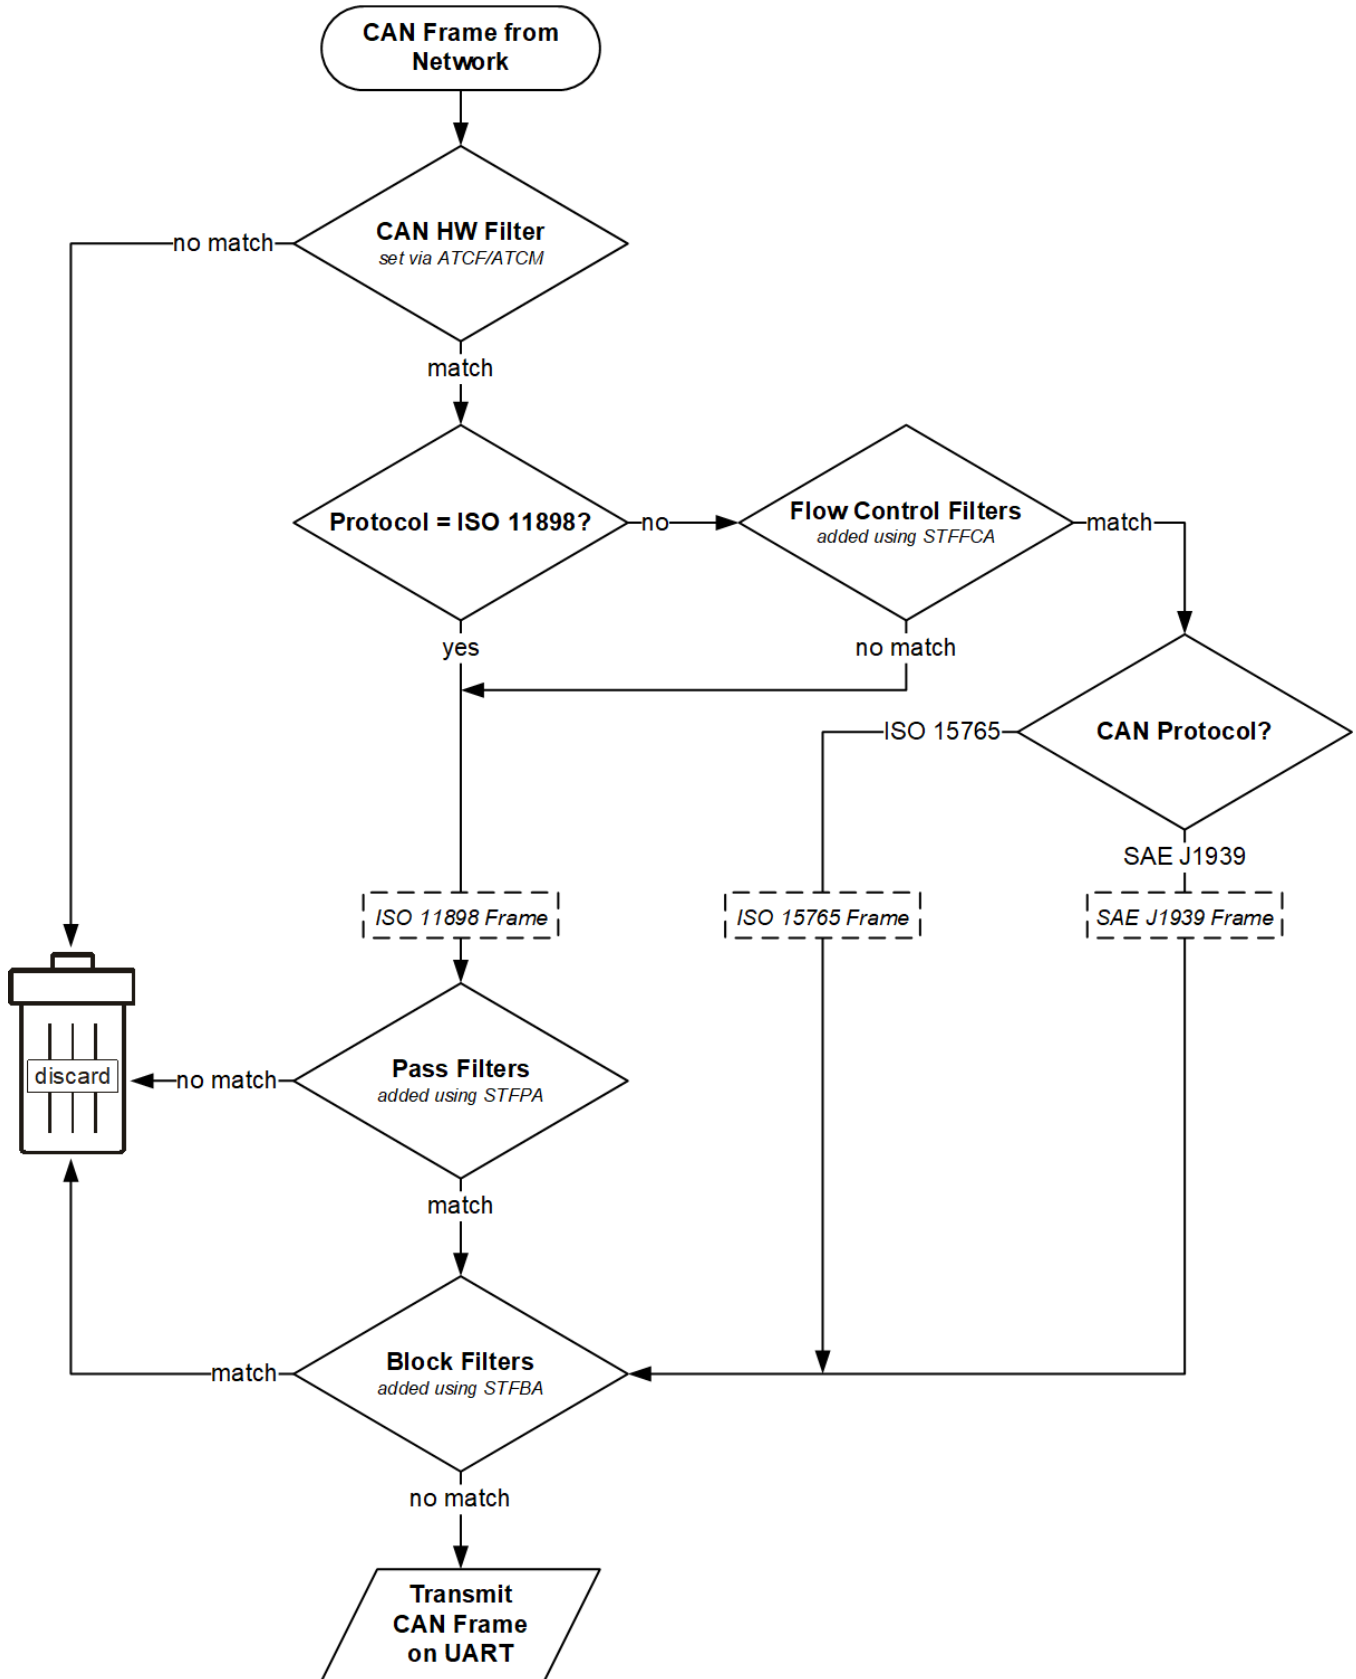 CAN Frame from
Network
CAN HW Filter
set via ATCF/ATCM
no match
match
Protocol = ISO 11898?
no
Flow Control Filters
added using STFFCA
match
yes
no match
ISO 15765
CAN Protocol?
SAE J1939
ISO 11898 Frame
ISO 15765 Frame
SAE J1939 Frame
discard
no match
Pass Filters
added using STFPA
match
match
Block Filters
added using STFBA
no match
Transmit
CAN Frame
on UART